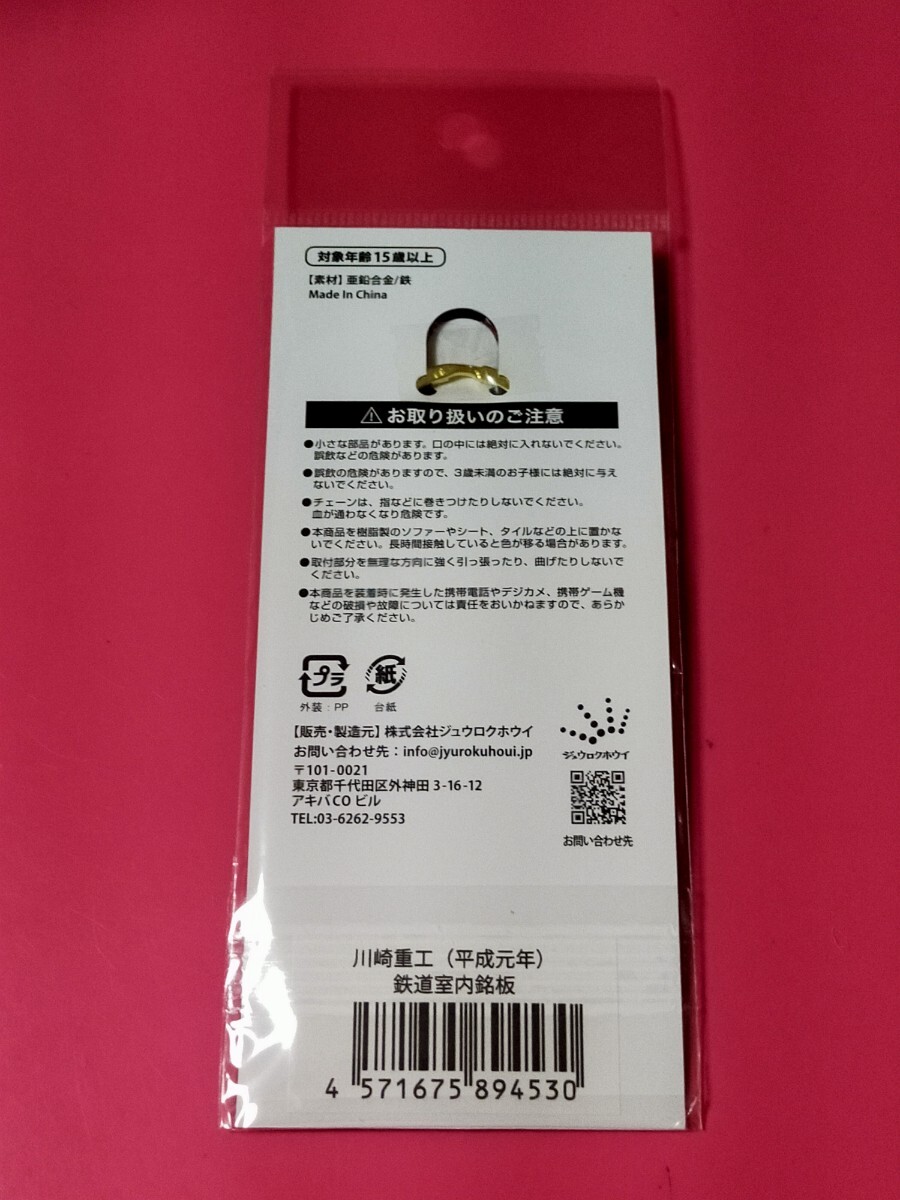 対象年齢15歳以上
【素材】亜鉛合金/鉄
Made In China
⚠お取り扱いのご注意
●小さな部品があります。口の中には絶対に入れないでください。
誤飲などの危険があります。
●誤飲の危険がありますので、3歳未満のお子様には絶対に与え
ないでください。
●チェーンは、指などに巻きつけたりしないでください。
血が通わなくなり危険です。
●本商品を樹脂製のソファーやシート、タイルなどの上に置かな
いでください。長時間接触していると色が移る場合があります。
●取付部分を無理な方向に強く引っ張ったり、曲げたりしないで
ください。
●本商品を装着時に発生した携帯電話やデジカメ、携帯ゲーム機
などの破損や故障については責任をおいかねますので、あらか
じめご了承ください。
プラ 紙
外装：PP 台紙
【販売・製造元】株式会社ジュウロクホウイ
お問い合わせ先：info@jyurokuhoui.jp
〒101-0021
東京都千代田区外神田 3-16-12
アキバCO ビル
TEL:03-6262-9553
ジュウロクホウイ
お問い合わせ先
川崎重工（平成元年）
鉄道室内銘板
4 571675 894530